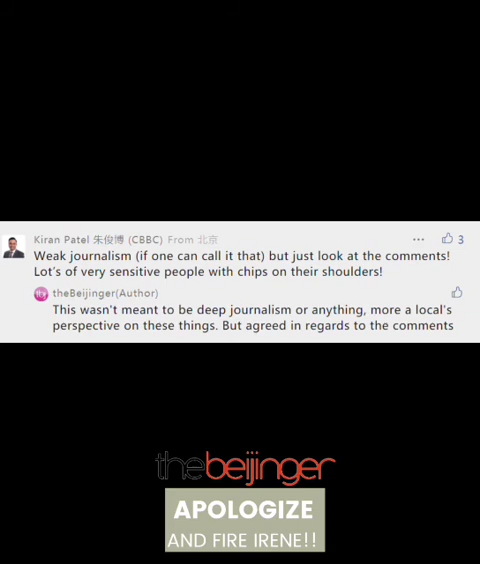 Kiran Patel 朱俊博 (CBBC) From 北京
3
Weak journalism (if one can call it that) but just look at the comments!
Lot's of very sensitive people with chips on their shoulders!
theBeijinger(Author)
This wasn't meant to be deep journalism or anything, more a local's
perspective on these things. But agreed in regards to the comments
thebeijinger
APOLOGIZE
AND FIRE IRENE!!